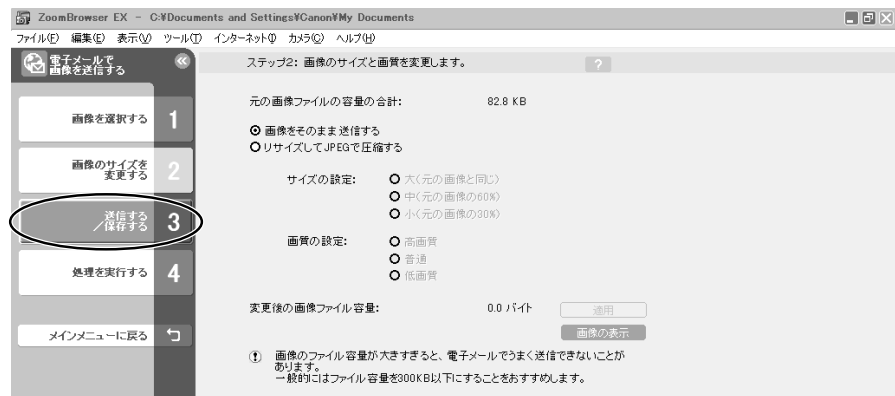 ZoomBrowser EX - C:¥Documents and Settings¥Canon¥My Documents
ファイル(F) 編集(E) 表示(V) ツール(T) インターネット(I) カメラ(C) ヘルプ(H)
電子メールで
画像を送信する
ステップ2: 画像のサイズと画質を変更します。
?
画像を選択する 1
画像のサイズを
変更する 2
送信する
/保存する 3
処理を実行する 4
メインメニューに戻る
元の画像ファイルの容量の合計: 82.8 KB
画像をそのまま送信する
リサイズしてJPEGで圧縮する
サイズの設定: 大(元の画像と同じ)
中(元の画像の60%)
小(元の画像の30%)
画質の設定: 高画質
普通
低画質
変更後の画像ファイル容量: 0.0 バイト 適用
画像の表示
画像のファイル容量が大きすぎると、電子メールでうまく送信できないことが
あります。
一般的にはファイル容量を300KB以下にすることをおすすめします。